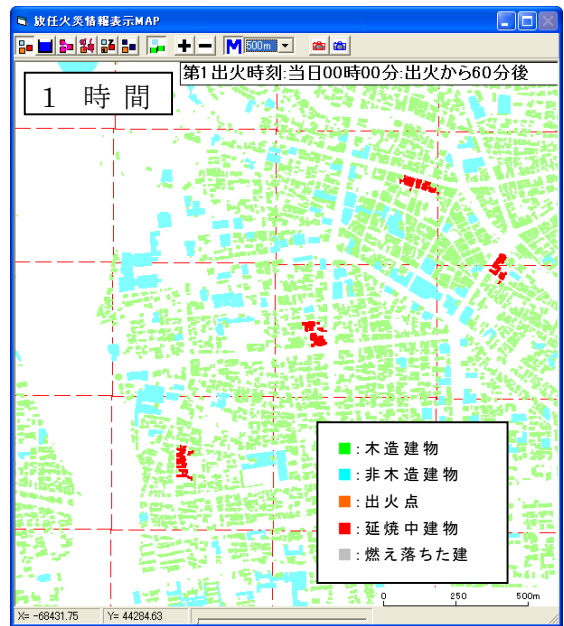 放任火災情報表示MAP
M 500m
第1出火時刻:当日00時00分:出火から60分後
1 時間
■:木造建物
■:非木造建物
■:出火点
■:延焼中建物
■:燃え落ちた建
0 250 500m
X= -68431.75 Y= 44284.63